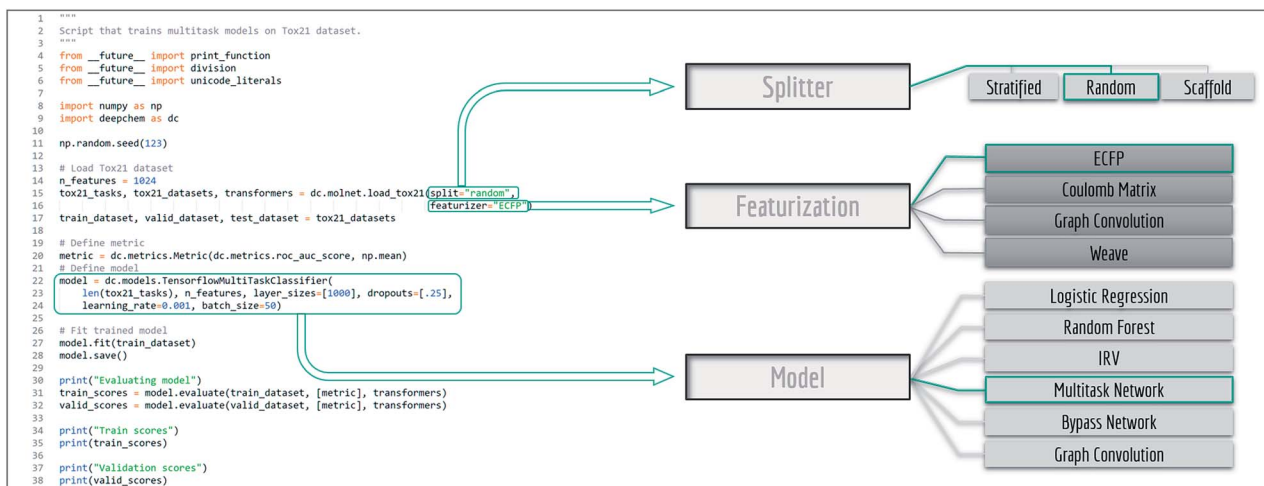 1 """
2 Script that trains multitask models on Tox21 dataset.
3 """
4 from __future__ import print_function
5 from __future__ import division
6 from __future__ import unicode_literals
7
8 import numpy as np
9 import deepchem as dc
10
11 np.random.seed(123)
12
13 # Load Tox21 dataset
14 n_features = 1024
15 tox21_tasks, tox21_datasets, transformers = dc.molnet.load_tox21(split="random",
16 featurizer="ECFP")
17 train_dataset, valid_dataset, test_dataset = tox21_datasets
18
19 # Define metric
20 metric = dc.metrics.Metric(dc.metrics.roc_auc_score, np.mean)
21 # Define model
22 model = dc.models.TensorflowMultiTaskClassifier(
23 len(tox21_tasks), n_features, layer_sizes=[1000], dropouts=[.25],
24 learning_rate=0.001, batch_size=50)
25
26 # Fit trained model
27 model.fit(train_dataset)
28 model.save()
29
30 print("Evaluating model")
31 train_scores = model.evaluate(train_dataset, [metric], transformers)
32 valid_scores = model.evaluate(valid_dataset, [metric], transformers)
33
34 print("Train scores")
35 print(train_scores)
36
37 print("Validation scores")
38 print(valid_scores)
Splitter
Stratified
Random
Scaffold
Featurization
ECFP
Coulomb Matrix
Graph Convolution
Weave
Model
Logistic Regression
Random Forest
IRV
Multitask Network
Bypass Network
Graph Convolution